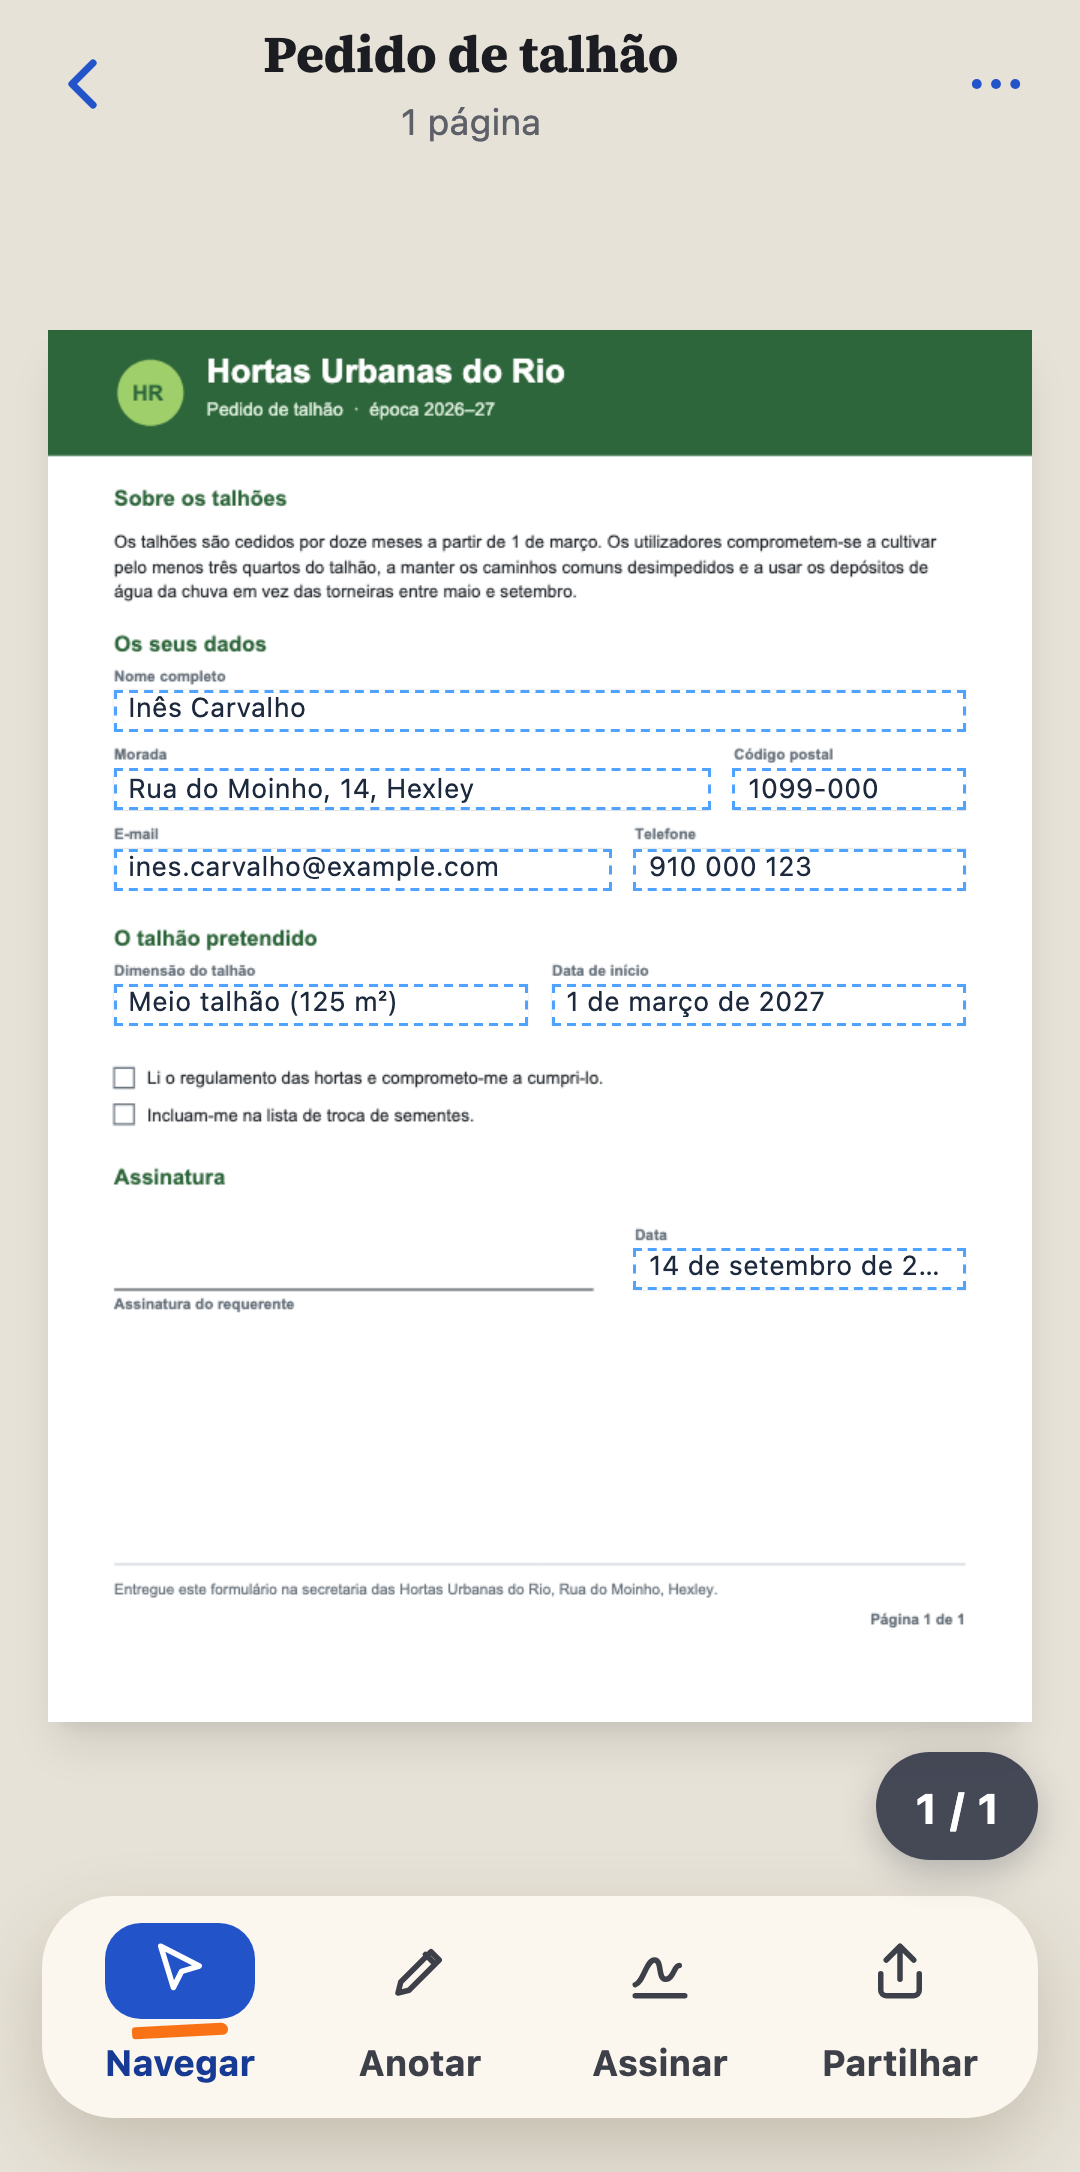 Pedido de talhão
1 página
HR
Hortas Urbanas do Rio
Pedido de talhão · época 2026–27
Sobre os talhões
Os talhões são cedidos por doze meses a partir de 1 de março. Os utilizadores comprometem-se a cultivar
pelo menos três quartos do talhão, a manter os caminhos comuns desimpedidos e a usar os depósitos de
água da chuva em vez das torneiras entre maio e setembro.
Os seus dados
Nome completo
Inês Carvalho
Morada Código postal
Rua do Moinho, 14, Hexley 1099-000
E-mail Telefone
ines.carvalho@example.com 910 000 123
O talhão pretendido
Dimensão do talhão Data de início
Meio talhão (125 m²) 1 de março de 2027
Li o regulamento das hortas e comprometo-me a cumpri-lo.
Incluam-me na lista de troca de sementes.
Assinatura
Data
14 de setembro de 2...
Assinatura do requerente
Entregue este formulário na secretaria das Hortas Urbanas do Rio, Rua do Moinho, Hexley.
Página 1 de 1
1 / 1
Navegar Anotar Assinar Partilhar